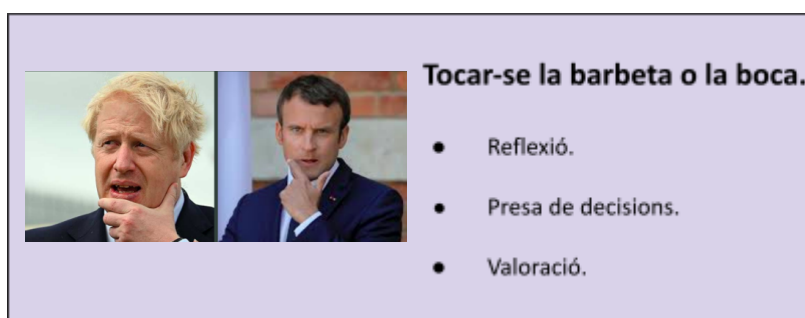 Tocar-se la barbeta o la boca.
● Reflexió.
● Presa de decisions.
● Valoració.